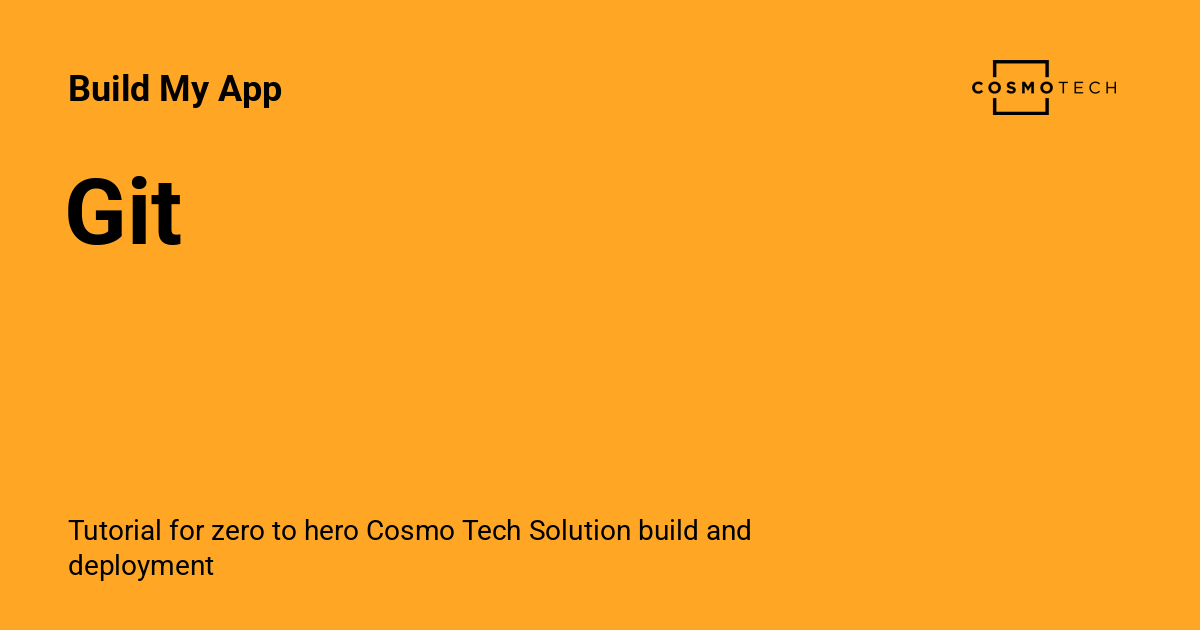 Build My App
COSMOTECH
Git
Tutorial for zero to hero Cosmo Tech Solution build and
deployment